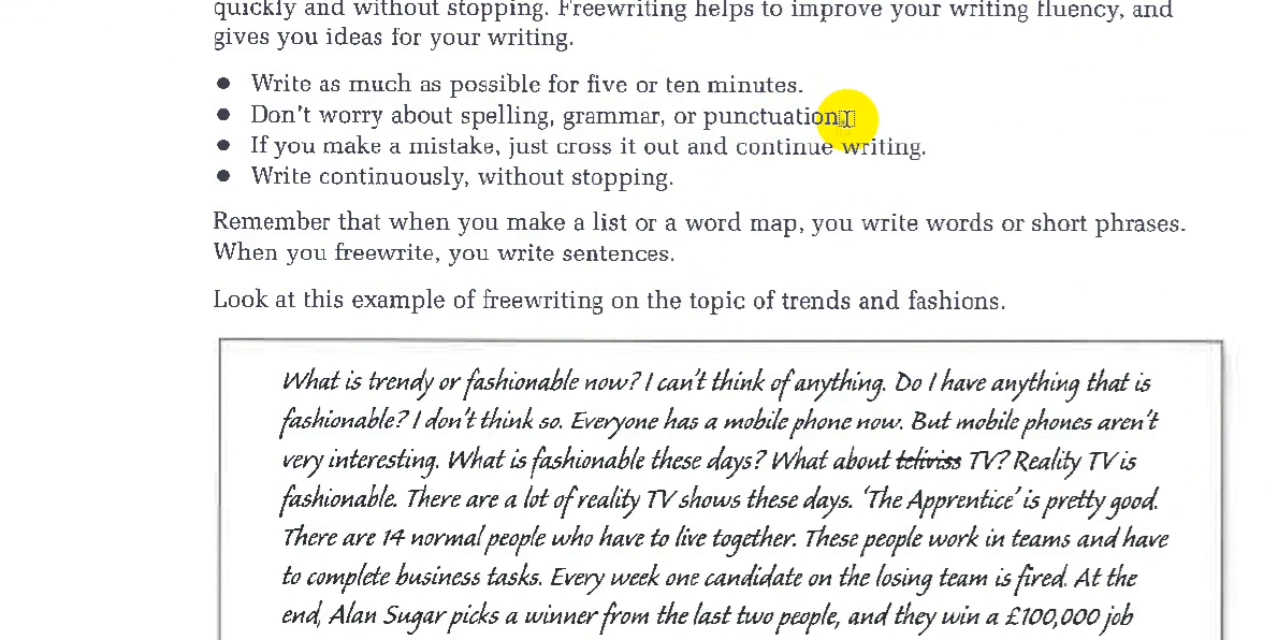 quickly and without stopping. Freewriting helps to improve your writing fluency, and
gives you ideas for your writing.
● Write as much as possible for five or ten minutes.
● Don't worry about spelling, grammar, or punctuation.
● If you make a mistake, just cross it out and continue writing.
● Write continuously, without stopping.
Remember that when you make a list or a word map, you write words or short phrases.
When you freewrite, you write sentences.
Look at this example of freewriting on the topic of trends and fashions.
What is trendy or fashionable now? I can't think of anything. Do I have anything that is
fashionable? I don't think so. Everyone has a mobile phone now. But mobile phones aren't
very interesting. What is fashionable these days? What about teliviss TV? Reality TV is
fashionable. There are a lot of reality TV shows these days. 'The Apprentice' is pretty good.
There are 14 normal people who have to live together. These people work in teams and have
to complete business tasks. Every week one candidate on the losing team is fired. At the
end, Alan Sugar picks a winner from the last two people, and they win a £100,000 job